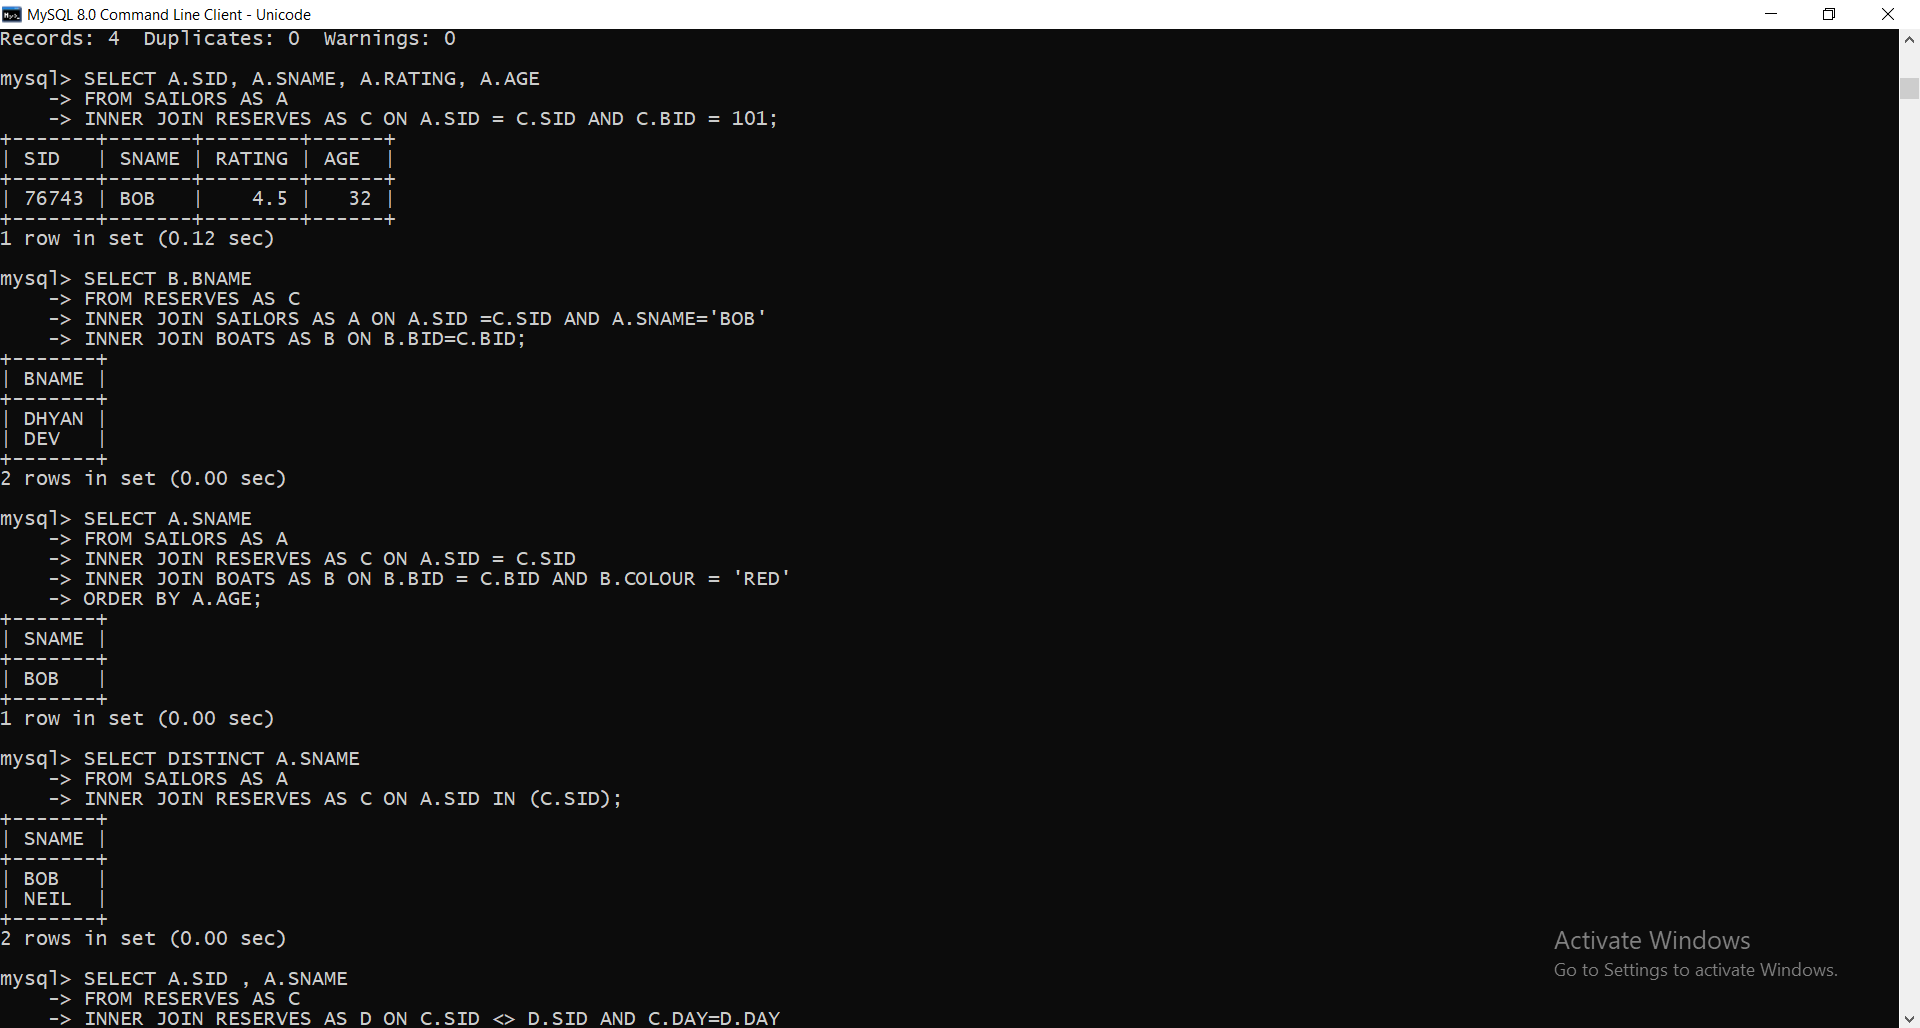 MySQL 8.0 Command Line Client - Unicode
Records: 4  Duplicates: 0  Warnings: 0
mysql> SELECT A.SID, A.SNAME, A.RATING, A.AGE
    -> FROM SAILORS AS A
    -> INNER JOIN RESERVES AS C ON A.SID = C.SID AND C.BID = 101;
+-------+-------+--------+------+
| SID   | SNAME | RATING | AGE  |
+-------+-------+--------+------+
| 76743 | BOB   |    4.5 |   32 |
+-------+-------+--------+------+
1 row in set (0.12 sec)
mysql> SELECT B.BNAME
    -> FROM RESERVES AS C
    -> INNER JOIN SAILORS AS A ON A.SID =C.SID AND A.SNAME='BOB'
    -> INNER JOIN BOATS AS B ON B.BID=C.BID;
+-------+
| BNAME |
+-------+
| DHYAN |
| DEV   |
+-------+
2 rows in set (0.00 sec)
mysql> SELECT A.SNAME
    -> FROM SAILORS AS A
    -> INNER JOIN RESERVES AS C ON A.SID = C.SID
    -> INNER JOIN BOATS AS B ON B.BID = C.BID AND B.COLOUR = 'RED'
    -> ORDER BY A.AGE;
+-------+
| SNAME |
+-------+
| BOB   |
+-------+
1 row in set (0.00 sec)
mysql> SELECT DISTINCT A.SNAME
    -> FROM SAILORS AS A
    -> INNER JOIN RESERVES AS C ON A.SID IN (C.SID);
+-------+
| SNAME |
+-------+
| BOB   |
| NEIL  |
+-------+
2 rows in set (0.00 sec)
mysql> SELECT A.SID , A.SNAME
    -> FROM RESERVES AS C
    -> INNER JOIN RESERVES AS D ON C.SID <> D.SID AND C.DAY=D.DAY
Activate Windows
Go to Settings to activate Windows.